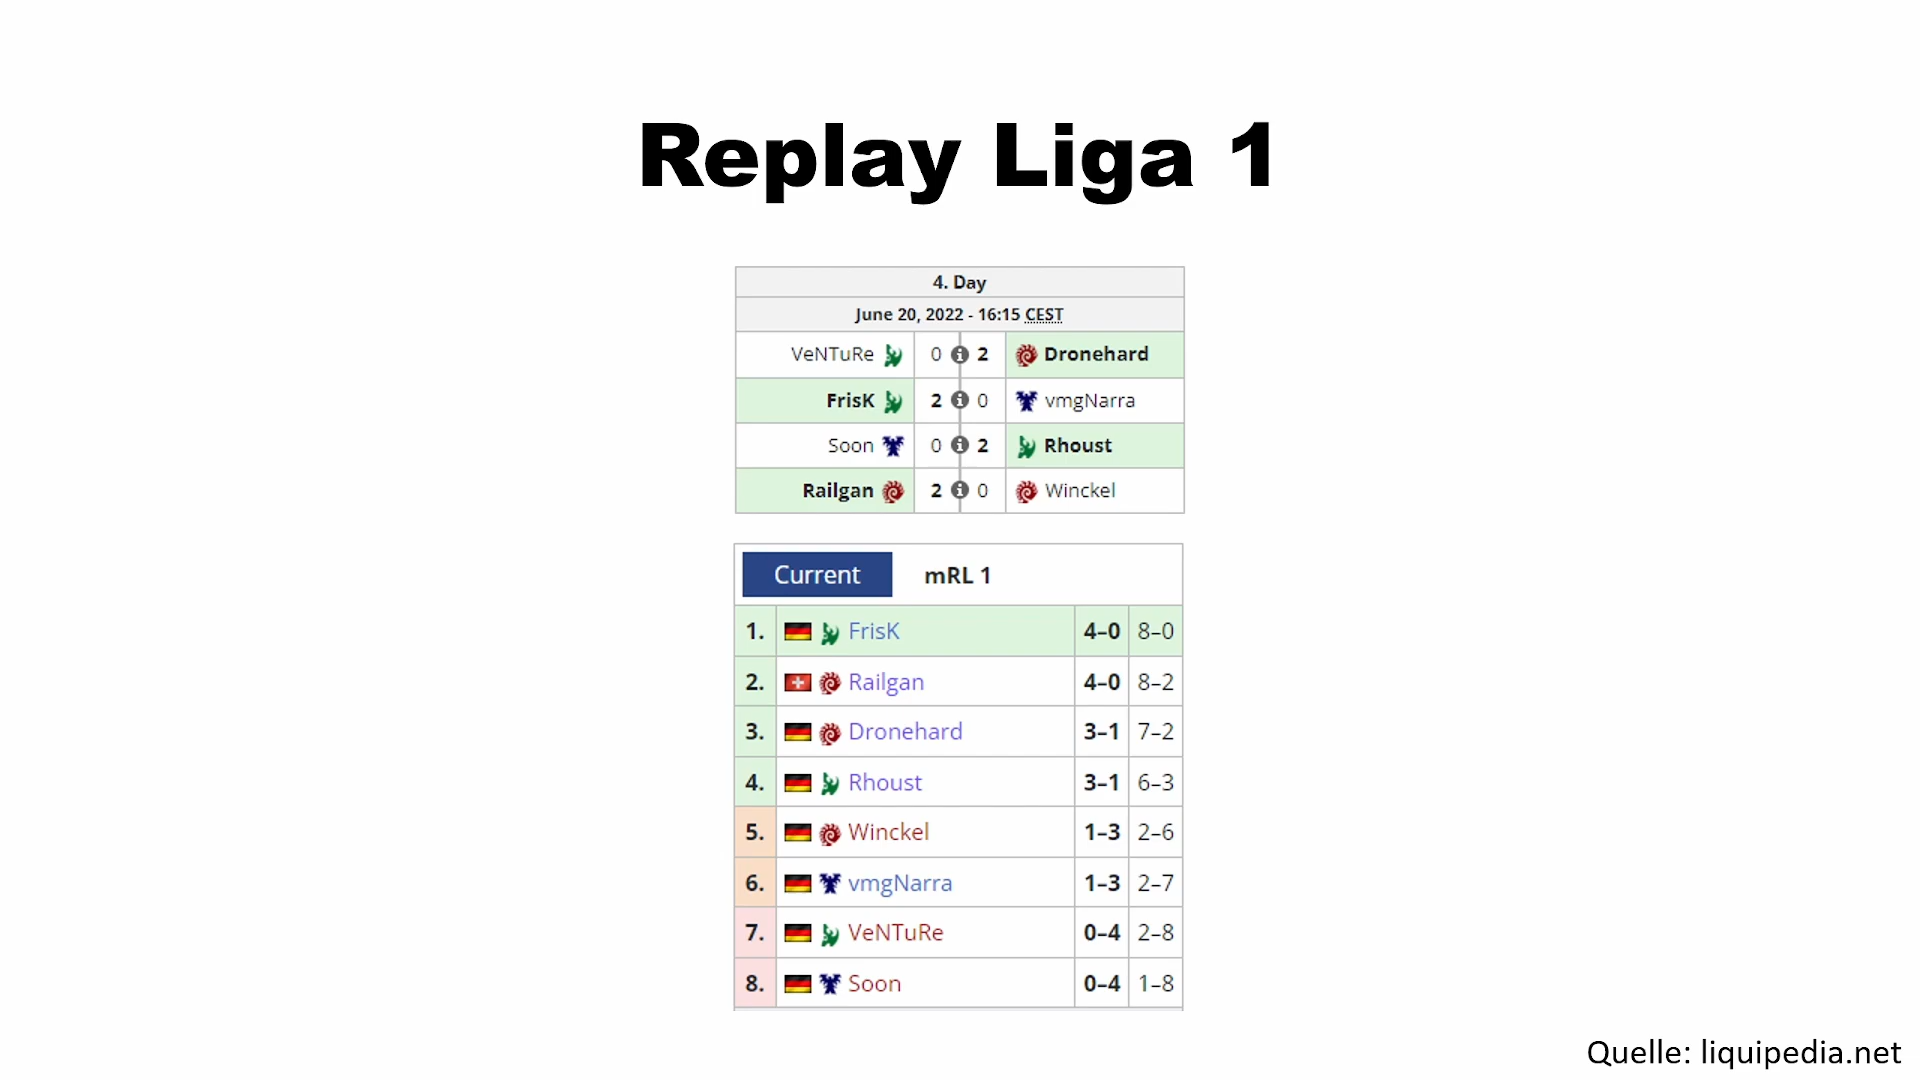 Replay Liga 1
4. Day
June 20, 2022 - 16:15 CEST
VeNTuRe 0 2 Dronehard
FrisK 2 0 vmgNarra
Soon 0 2 Rhoust
Railgan 2 0 Winckel
Current mRL 1
1. FrisK 4–0 8–0
2. Railgan 4–0 8–2
3. Dronehard 3–1 7–2
4. Rhoust 3–1 6–3
5. Winckel 1–3 2–6
6. vmgNarra 1–3 2–7
7. VeNTuRe 0–4 2–8
8. Soon 0–4 1–8
Quelle: liquipedia.net